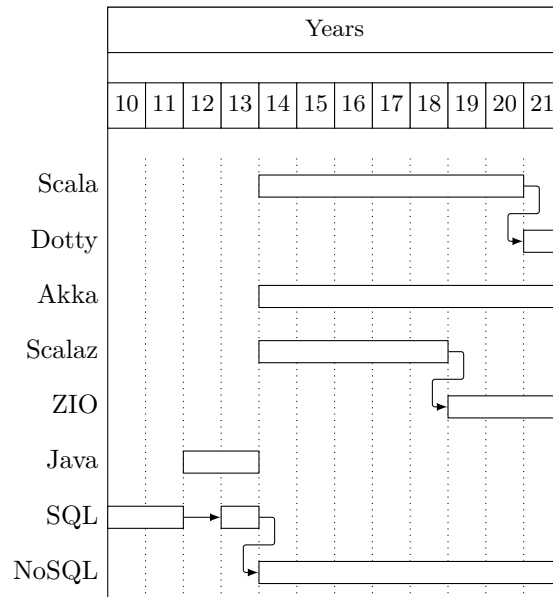 Years
10 11 12 13 14 15 16 17 18 19 20 21
Scala
Dotty
Akka
Scalaz
ZIO
Java
SQL
NoSQL